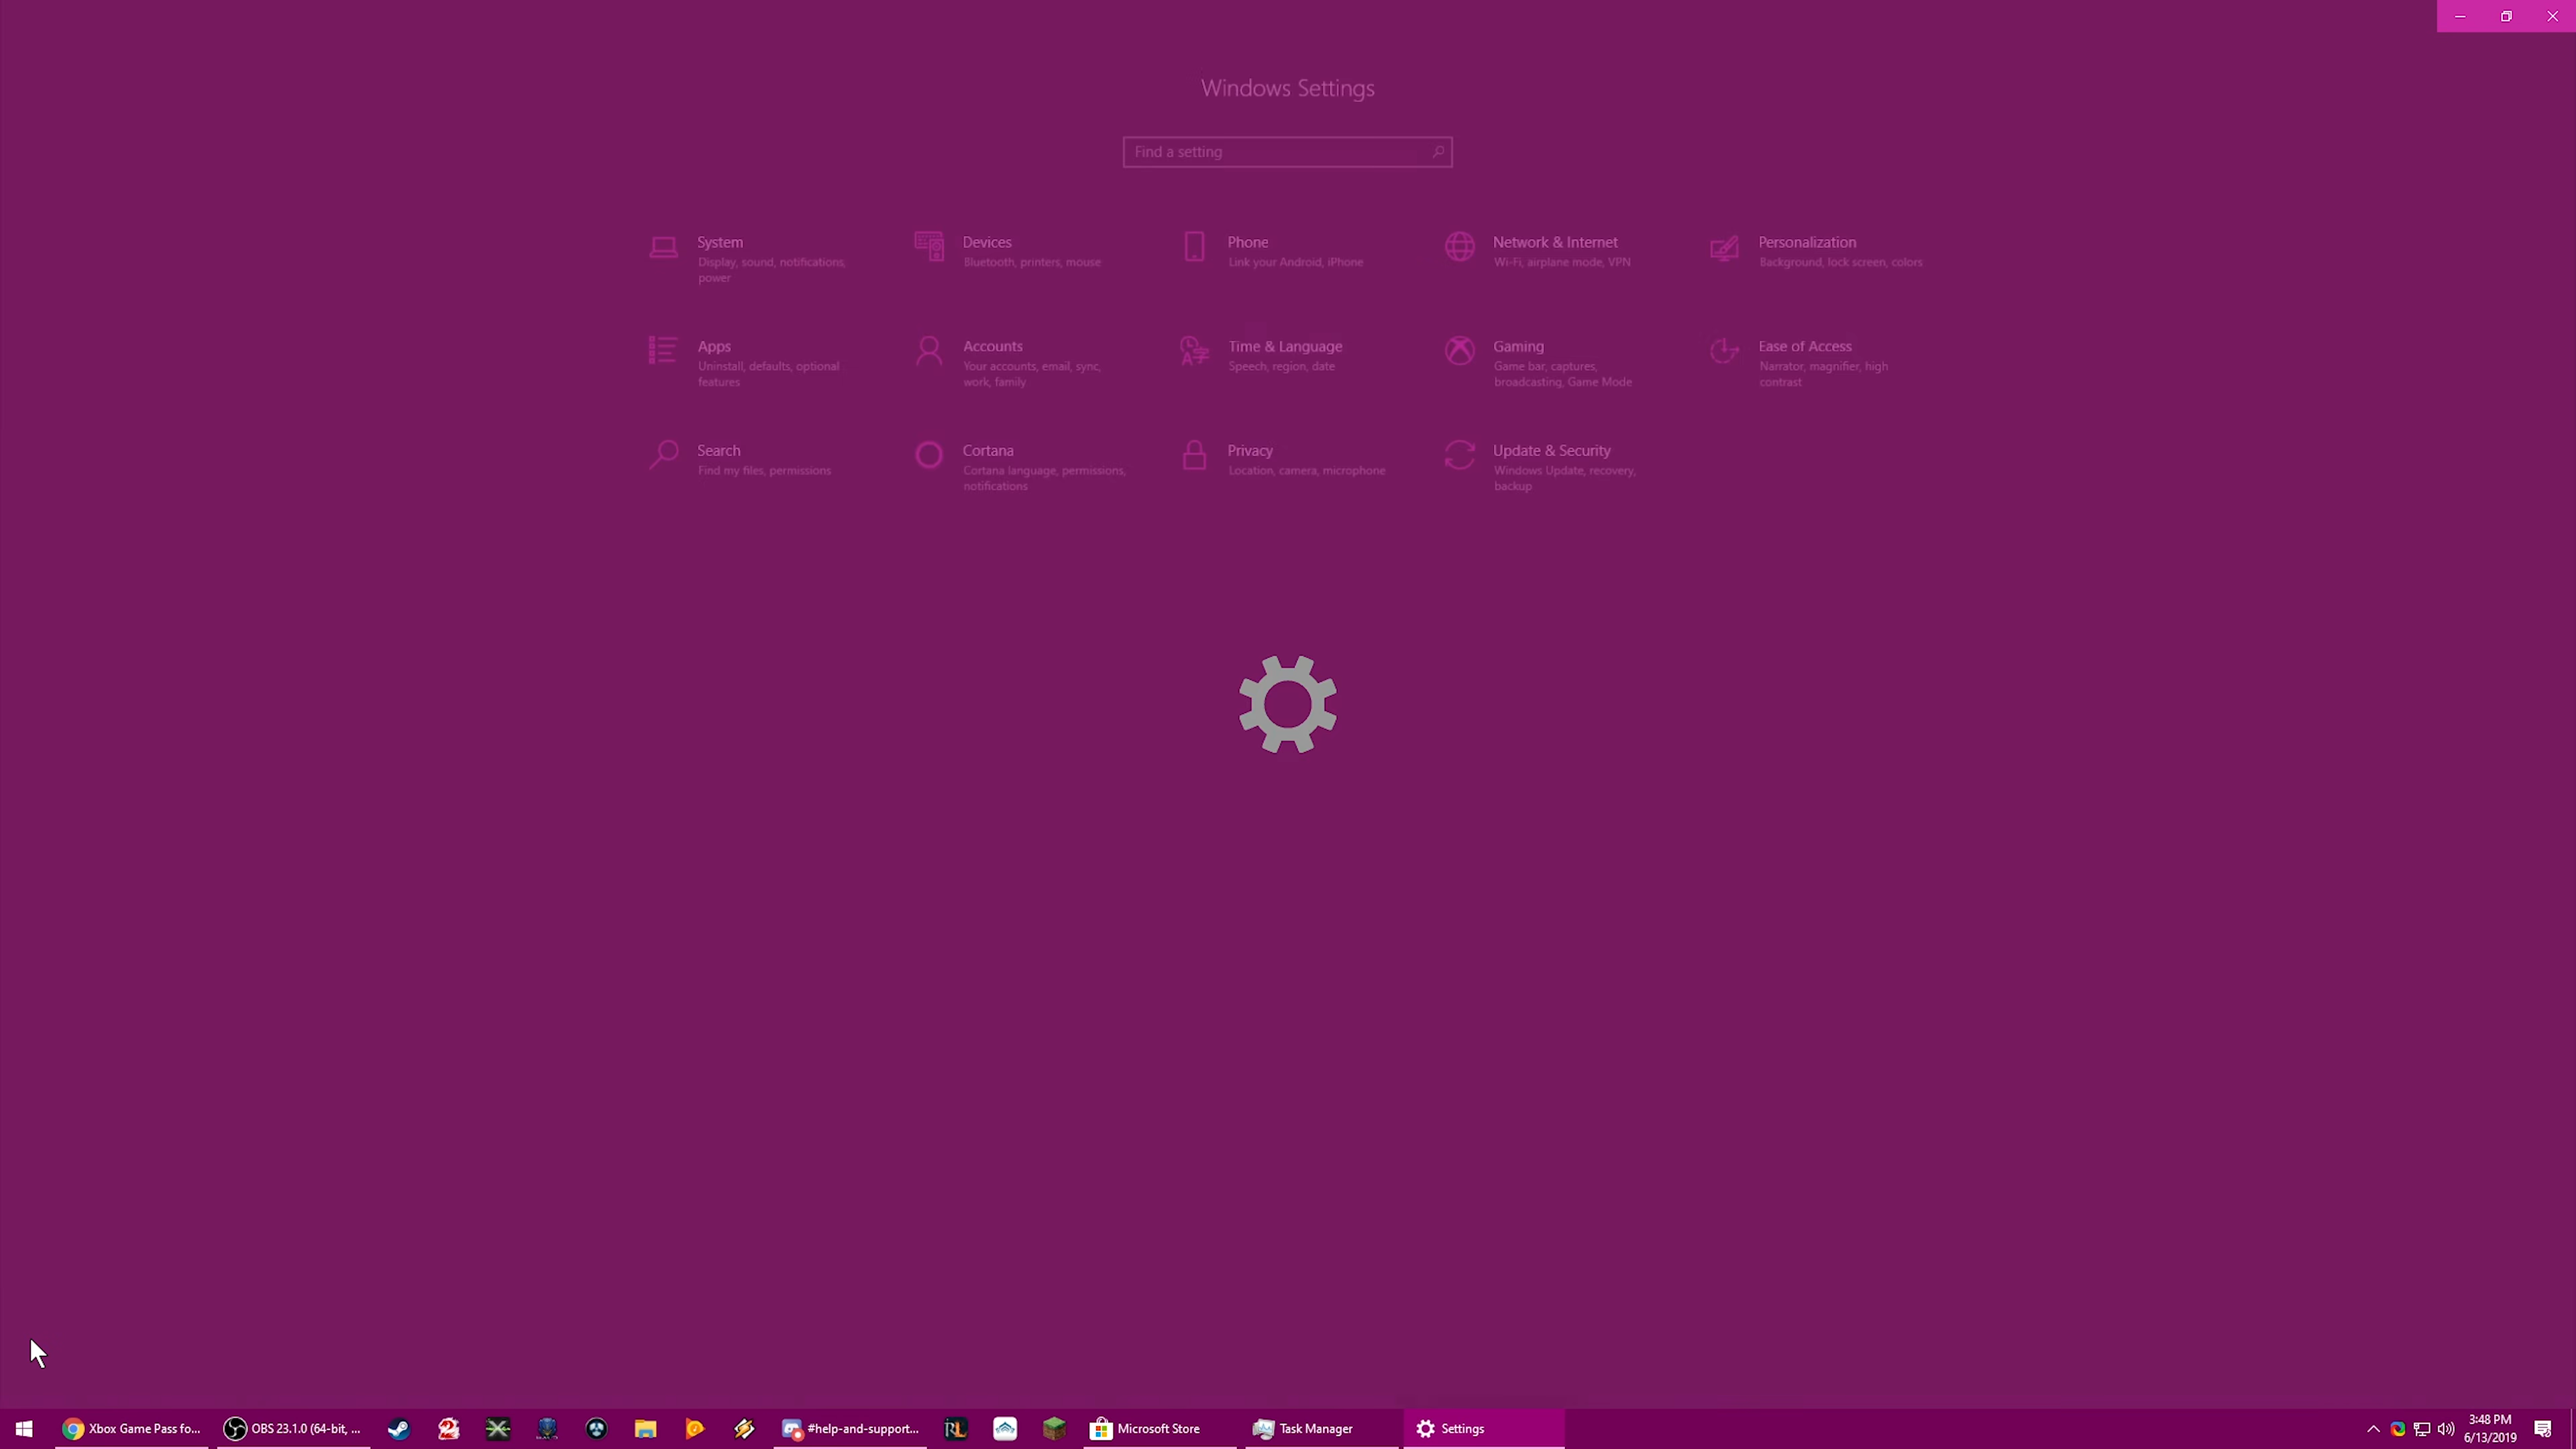 Windows Settings
Find a setting
System
Display, sound, notifications,
power
Devices
Bluetooth, printers, mouse
Phone
Link your Android, iPhone
Network & Internet
Wi-Fi, airplane mode, VPN
Personalization
Background, lock screen, colors
Apps
Uninstall, defaults, optional
features
Accounts
Your accounts, email, sync,
work, family
Time & Language
Speech, region, date
Gaming
Game bar, captures,
broadcasting, Game Mode
Ease of Access
Narrator, magnifier, high
contrast
Search
Find my files, permissions
Cortana
Cortana language, permissions,
notifications
Privacy
Location, camera, microphone
Update & Security
Windows Update, recovery,
backup
Xbox Game Pass fo...
OBS 23.1.0 (64-bit, ...
#help-and-support...
RL
Microsoft Store
Task Manager
Settings
3:48 PM
6/13/2019